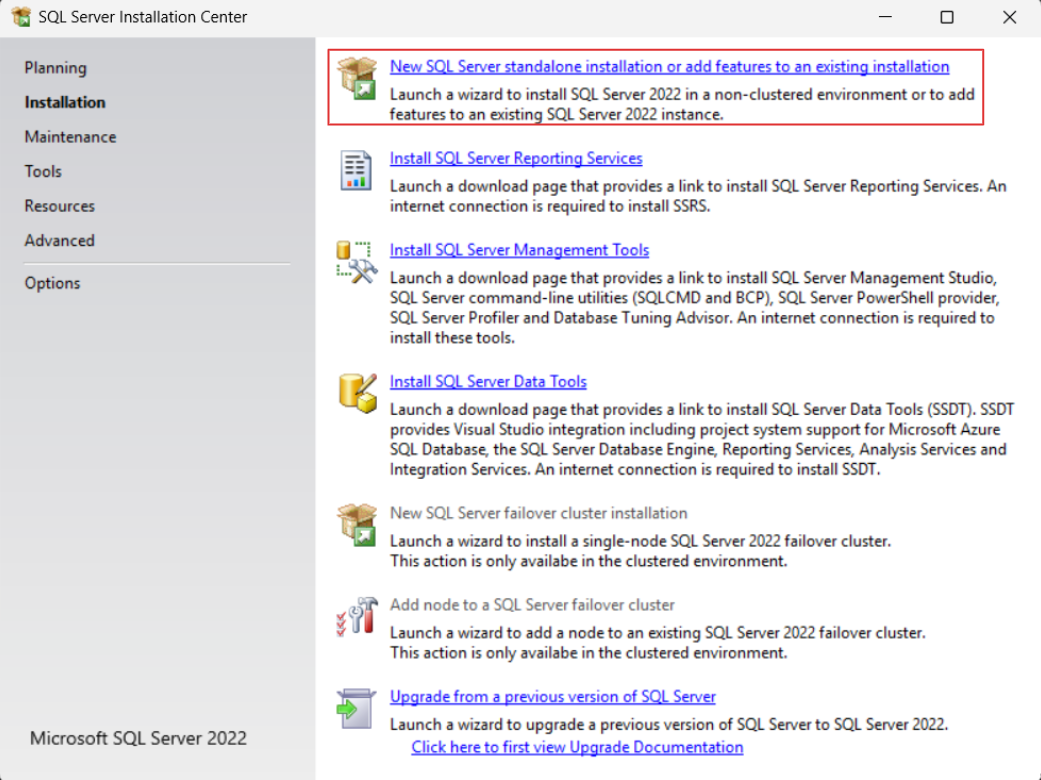 SQL Server Installation Center
Planning
Installation
Maintenance
Tools
Resources
Advanced
Options
Microsoft SQL Server 2022
New SQL Server standalone installation or add features to an existing installation
Launch a wizard to install SQL Server 2022 in a non-clustered environment or to add
features to an existing SQL Server 2022 instance.
Install SQL Server Reporting Services
Launch a download page that provides a link to install SQL Server Reporting Services. An
internet connection is required to install SSRS.
Install SQL Server Management Tools
Launch a download page that provides a link to install SQL Server Management Studio,
SQL Server command-line utilities (SQLCMD and BCP), SQL Server PowerShell provider,
SQL Server Profiler and Database Tuning Advisor. An internet connection is required to
install these tools.
Install SQL Server Data Tools
Launch a download page that provides a link to install SQL Server Data Tools (SSDT). SSDT
provides Visual Studio integration including project system support for Microsoft Azure
SQL Database, the SQL Server Database Engine, Reporting Services, Analysis Services and
Integration Services. An internet connection is required to install SSDT.
New SQL Server failover cluster installation
Launch a wizard to install a single-node SQL Server 2022 failover cluster.
This action is only availabe in the clustered environment.
Add node to a SQL Server failover cluster
Launch a wizard to add a node to an existing SQL Server 2022 failover cluster.
This action is only availabe in the clustered environment.
Upgrade from a previous version of SQL Server
Launch a wizard to upgrade a previous version of SQL Server to SQL Server 2022.
Click here to first view Upgrade Documentation